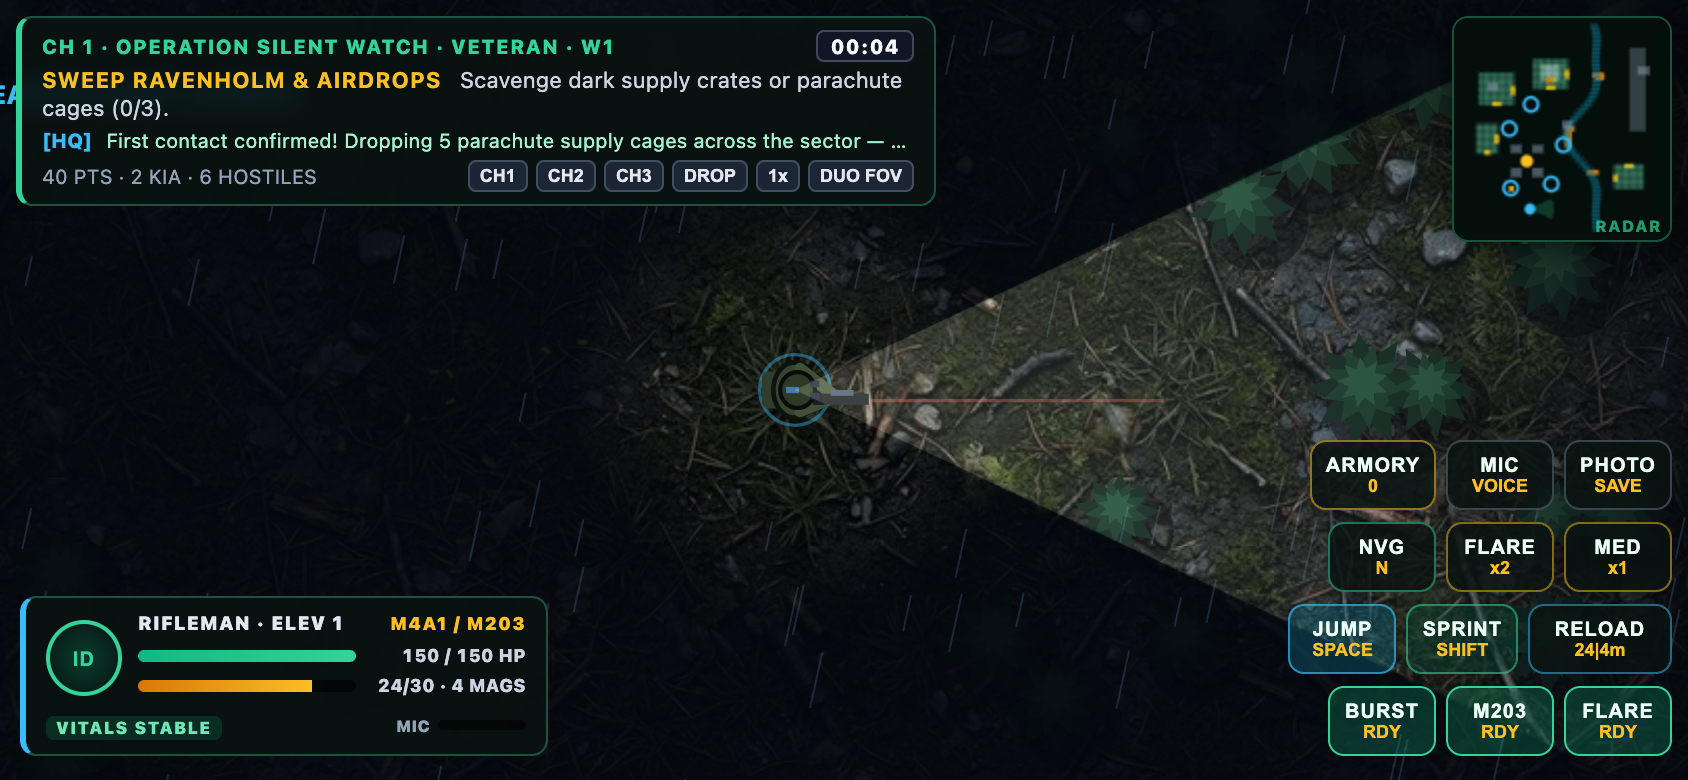 CH 1 · OPERATION SILENT WATCH · VETERAN · W1
00:04
SWEEP RAVENHOLM & AIRDROPS Scavenge dark supply crates or parachute
cages (0/3).
[HQ] First contact confirmed! Dropping 5 parachute supply cages across the sector — ...
40 PTS · 2 KIA · 6 HOSTILES
CH1 CH2 CH3 DROP 1x DUO FOV
RADAR
ARMORY
0
MIC
VOICE
PHOTO
SAVE
NVG
N
FLARE
x2
MED
x1
JUMP
SPACE
SPRINT
SHIFT
RELOAD
24|4m
BURST
RDY
M203
RDY
FLARE
RDY
ID
RIFLEMAN · ELEV 1
M4A1 / M203
150 / 150 HP
24/30 · 4 MAGS
VITALS STABLE
MIC